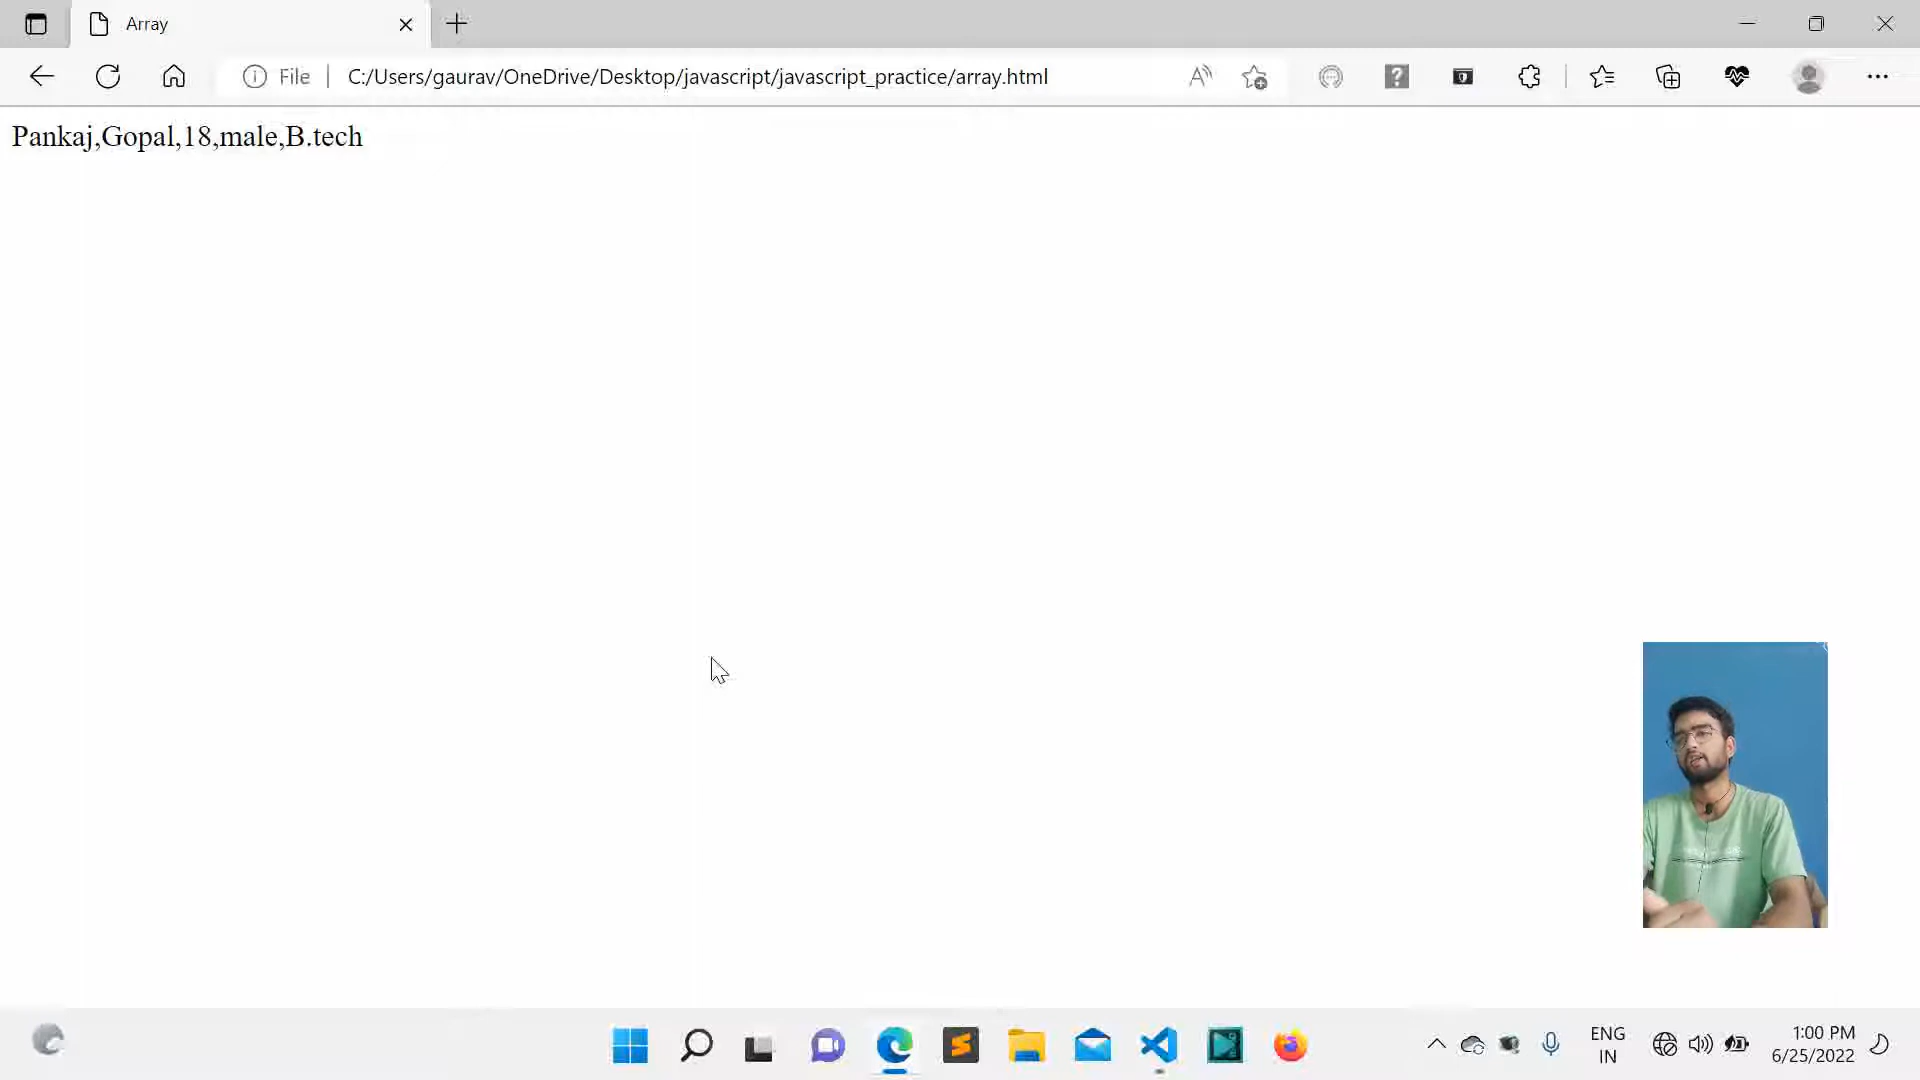 Array
File
C:/Users/gaurav/OneDrive/Desktop/javascript/javascript_practice/array.html
Pankaj,Gopal,18,male,B.tech
ENG
IN
1:00 PM
6/25/2022